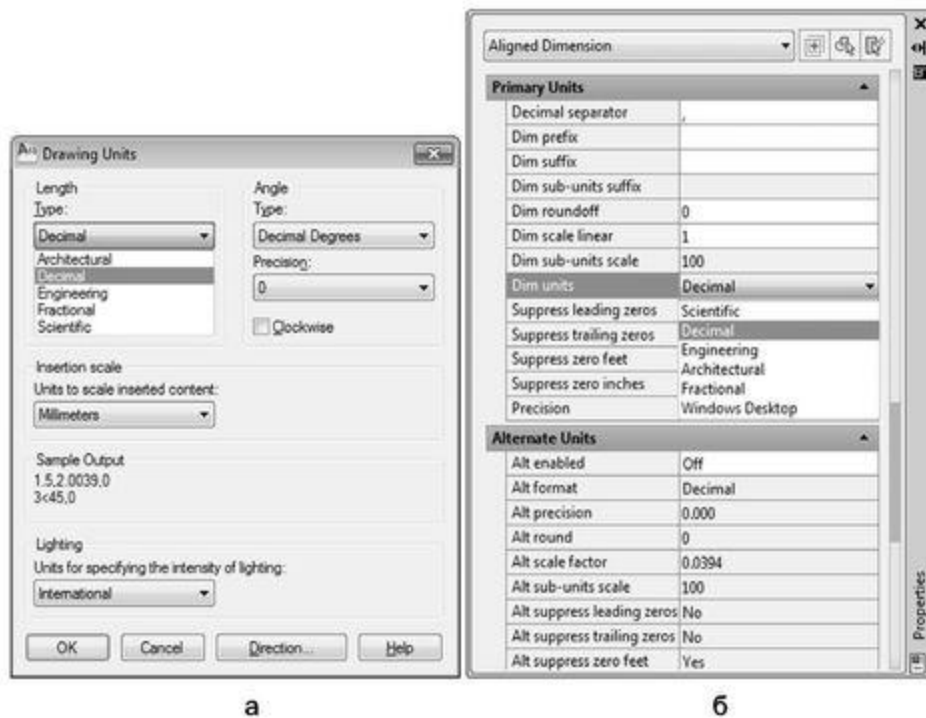 Drawing Units
Length
Type:
Decimal
Architectural
Decimal
Engineering
Fractional
Scientific
Angle
Type:
Decimal Degrees
Precision:
0
Clockwise
Insertion scale
Units to scale inserted content:
Millimeters
Sample Output
1.5,2.0039,0
3<45,0
Lighting
Units for specifying the intensity of lighting:
International
OK Cancel Direction... Help
а
Aligned Dimension
Primary Units
Decimal separator ,
Dim prefix
Dim suffix
Dim sub-units suffix
Dim roundoff 0
Dim scale linear 1
Dim sub-units scale 100
Dim units Decimal
Suppress leading zeros Scientific
Suppress trailing zeros Decimal
Suppress zero feet Engineering
Architectural
Suppress zero inches Fractional
Precision Windows Desktop
Alternate Units
Alt enabled Off
Alt format Decimal
Alt precision 0.000
Alt round 0
Alt scale factor 0.0394
Alt sub-units scale 100
Alt suppress leading zeros No
Alt suppress trailing zeros No
Alt suppress zero feet Yes
Properties
б